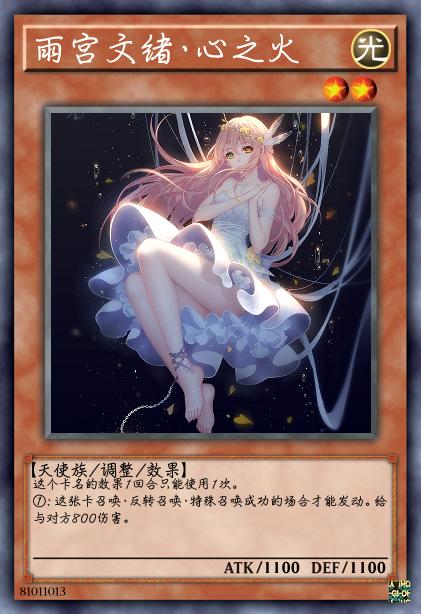 雨宫文绪·心之火
光
【天使族/调整/效果】
这个卡名的效果1回合只能使用1次。
①:这张卡召唤·反转召唤·特殊召唤成功的场合才能发动。给
与对方800伤害。
ATK/1100 DEF/1100
81011013